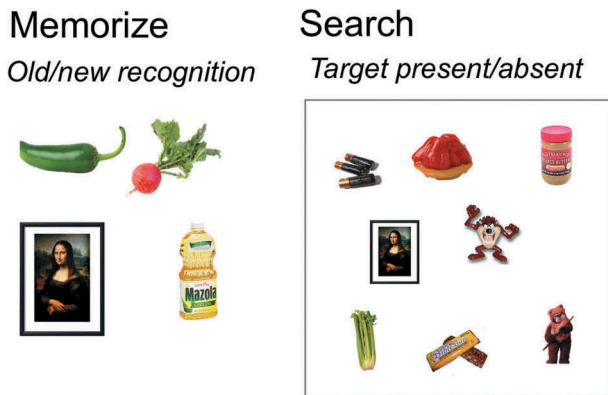 Memorize
Old/new recognition
Search
Target present/absent
Mazola